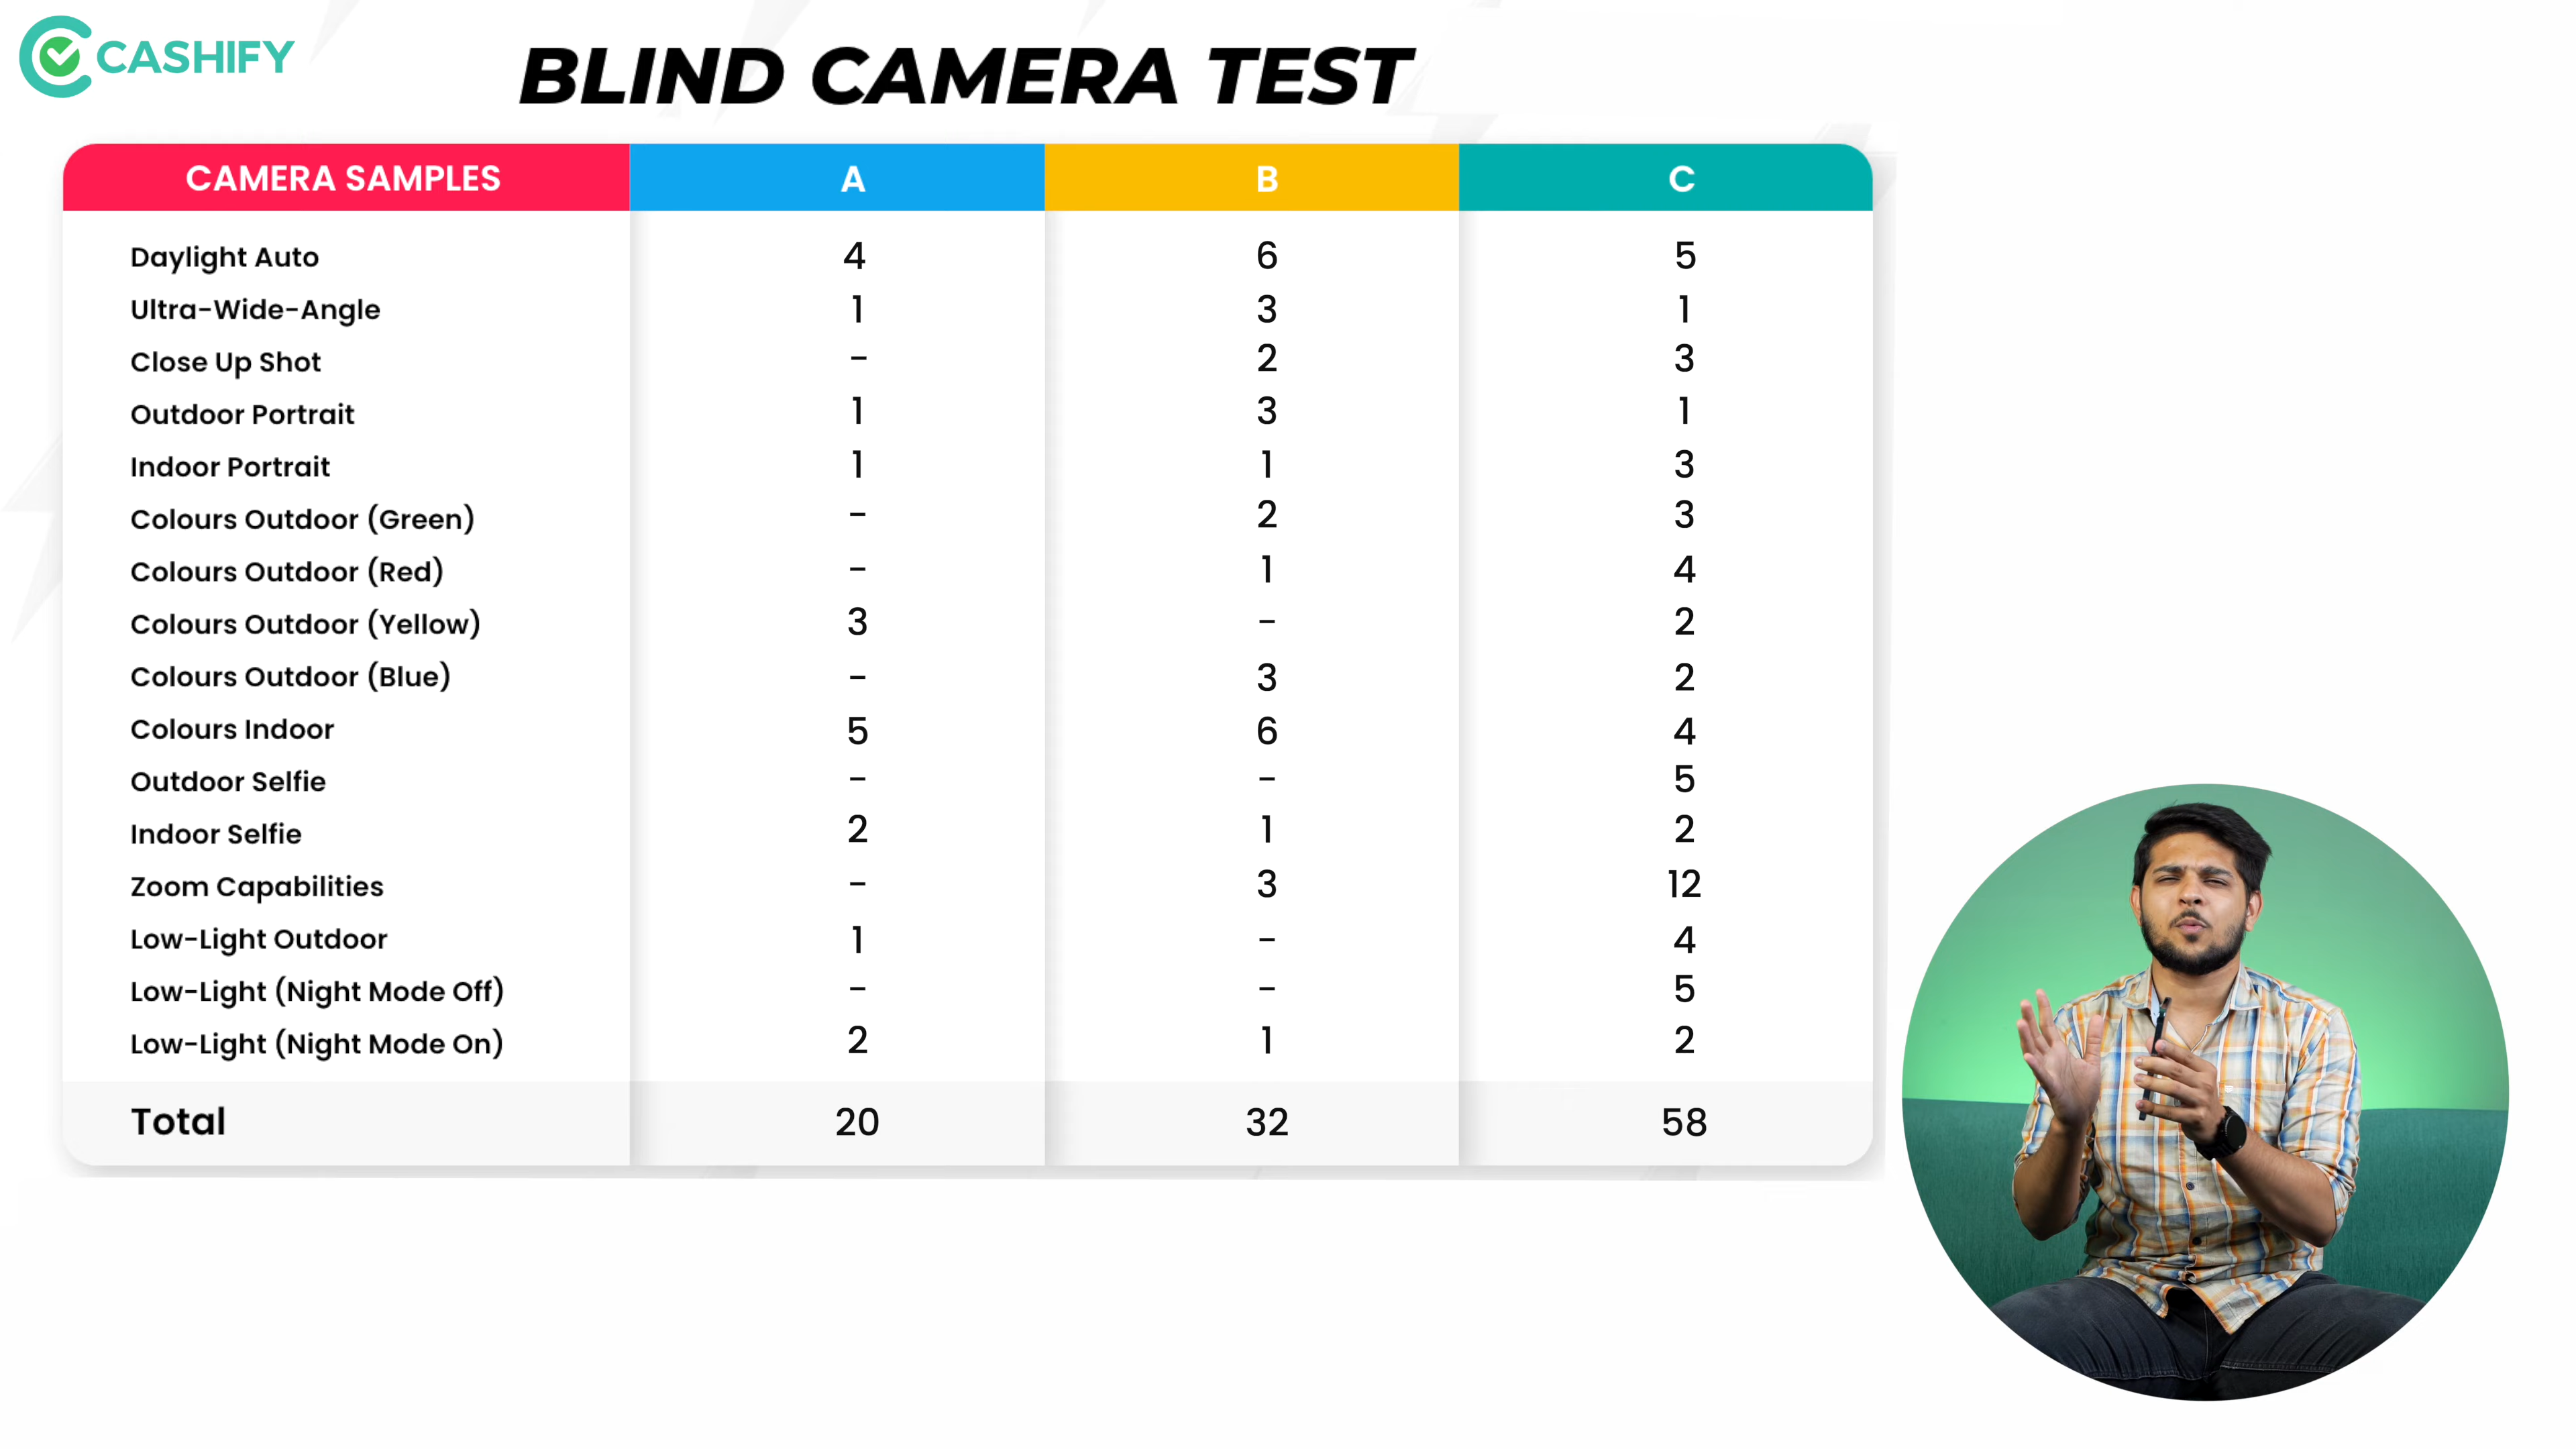 CASHIFY
BLIND CAMERA TEST
CAMERA SAMPLES A B C
Daylight Auto 4 6 5
Ultra-Wide-Angle 1 3 1
Close Up Shot - 2 3
Outdoor Portrait 1 3 1
Indoor Portrait 1 1 3
Colours Outdoor (Green) - 2 3
Colours Outdoor (Red) - 1 4
Colours Outdoor (Yellow) 3 - 2
Colours Outdoor (Blue) - 3 2
Colours Indoor 5 6 4
Outdoor Selfie - - 5
Indoor Selfie 2 1 2
Zoom Capabilities - 3 12
Low-Light Outdoor 1 - 4
Low-Light (Night Mode Off) - - 5
Low-Light (Night Mode On) 2 1 2
Total 20 32 58